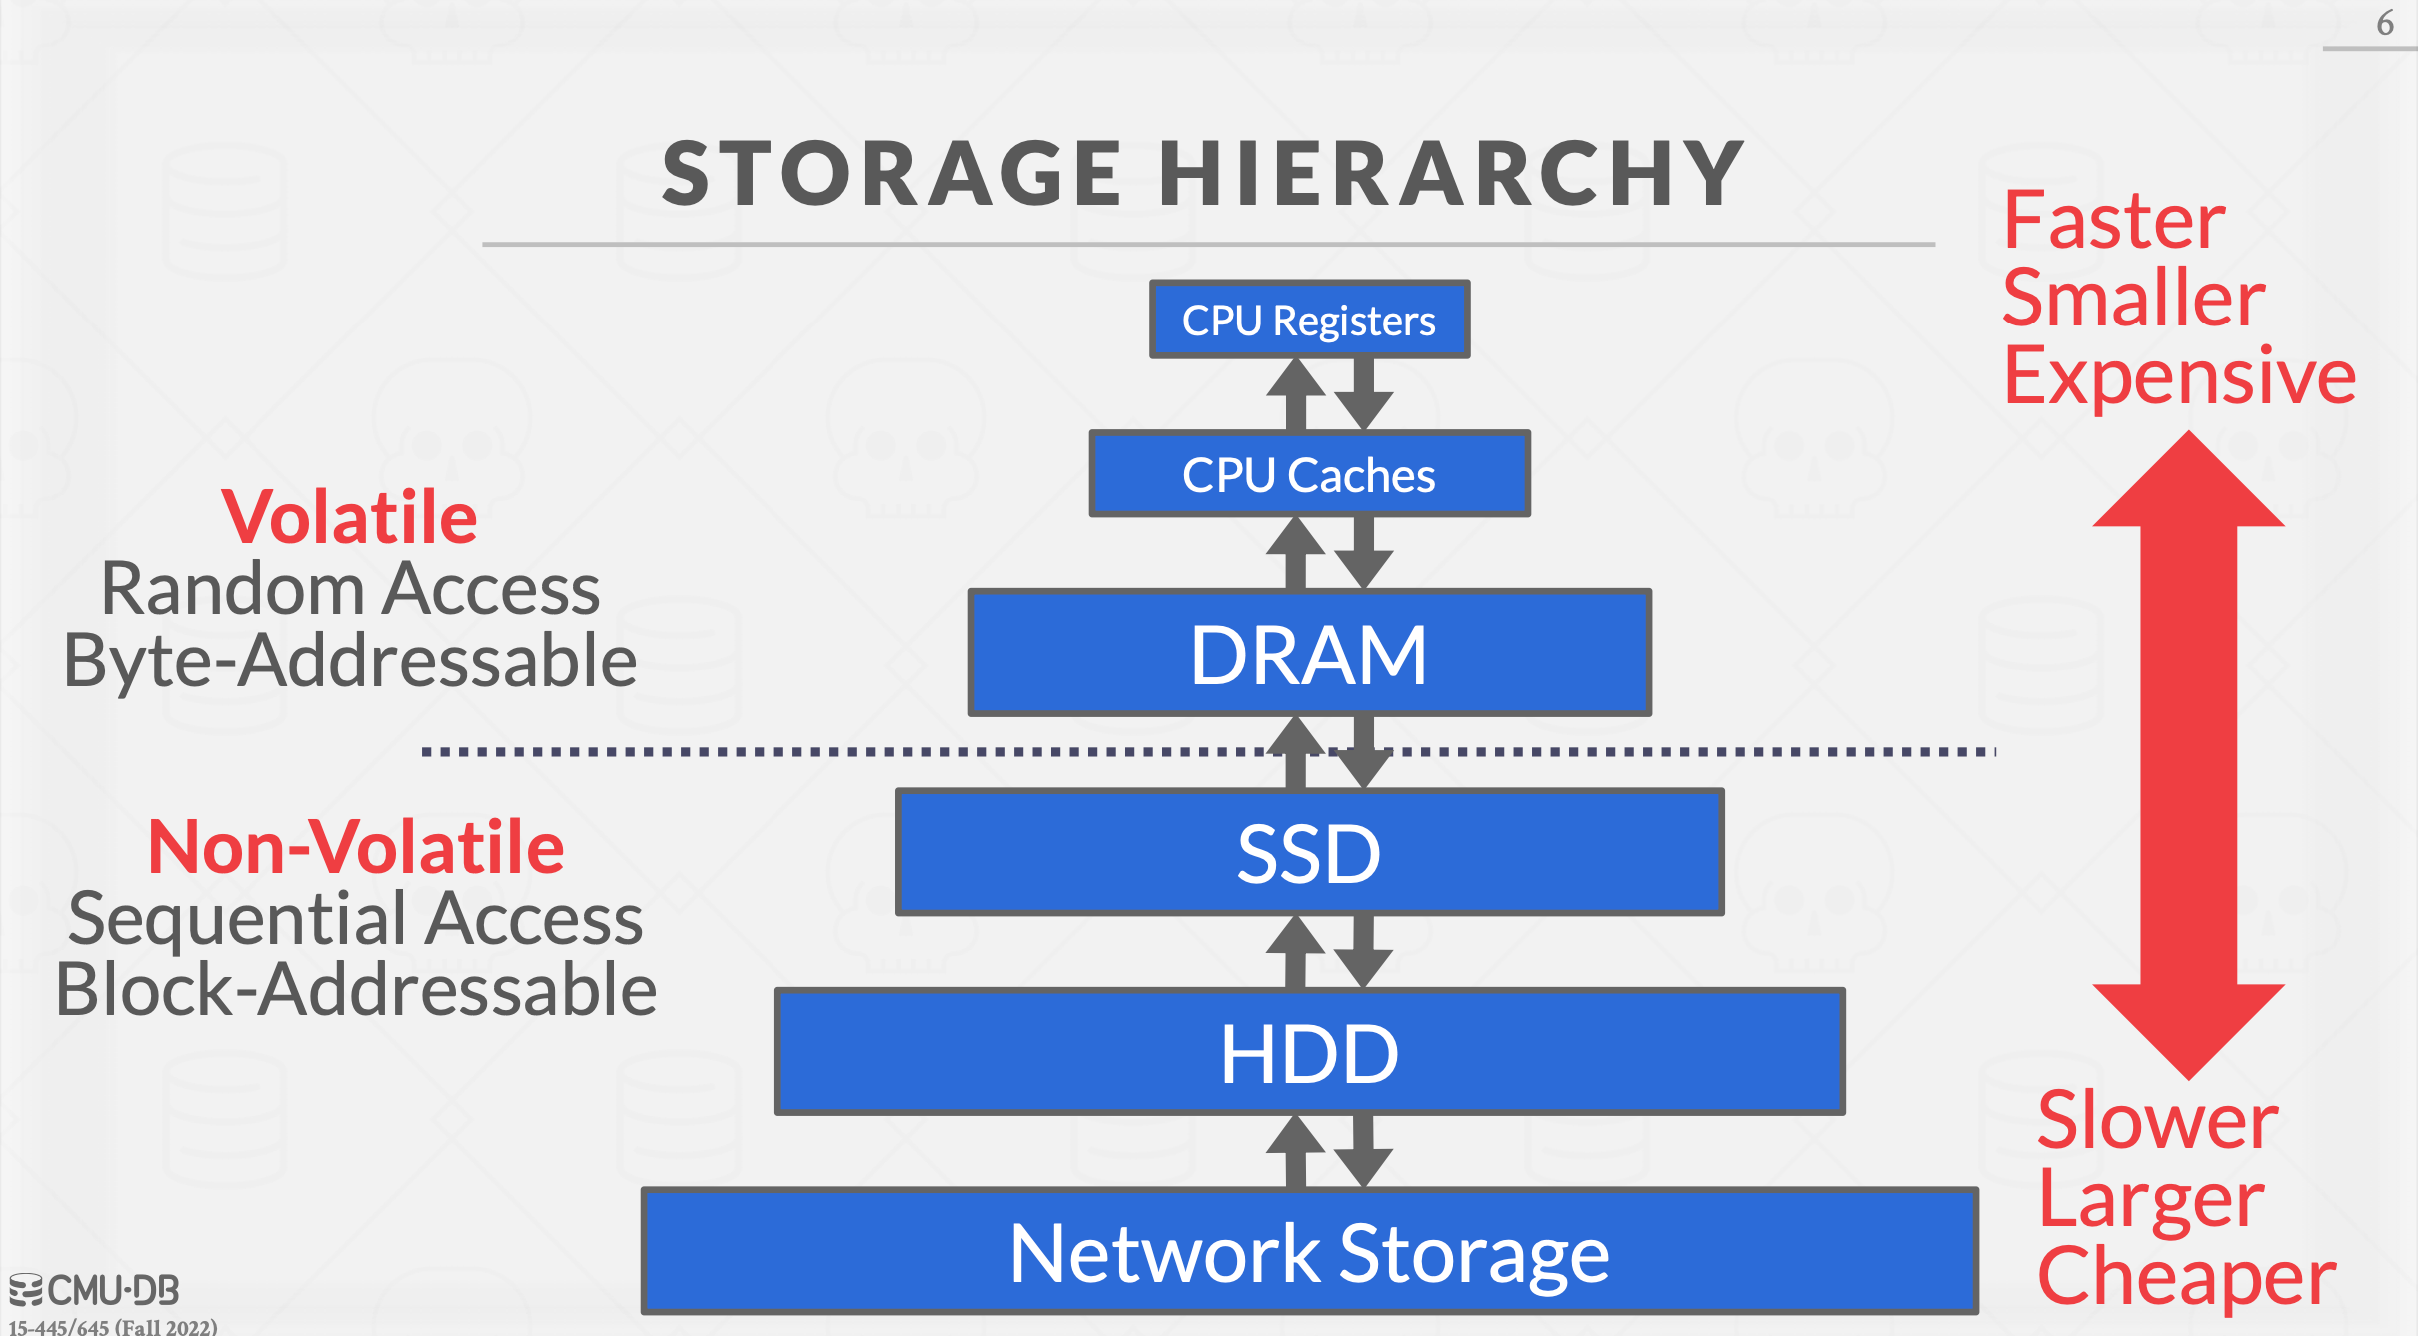 6
STORAGE HIERARCHY
Faster
Smaller
Expensive
CPU Registers
CPU Caches
Volatile
Random Access
Byte-Addressable
DRAM
Non-Volatile
Sequential Access
Block-Addressable
SSD
HDD
Network Storage
Slower
Larger
Cheaper
CMU·DB
15-445/645 (Fall 2022)